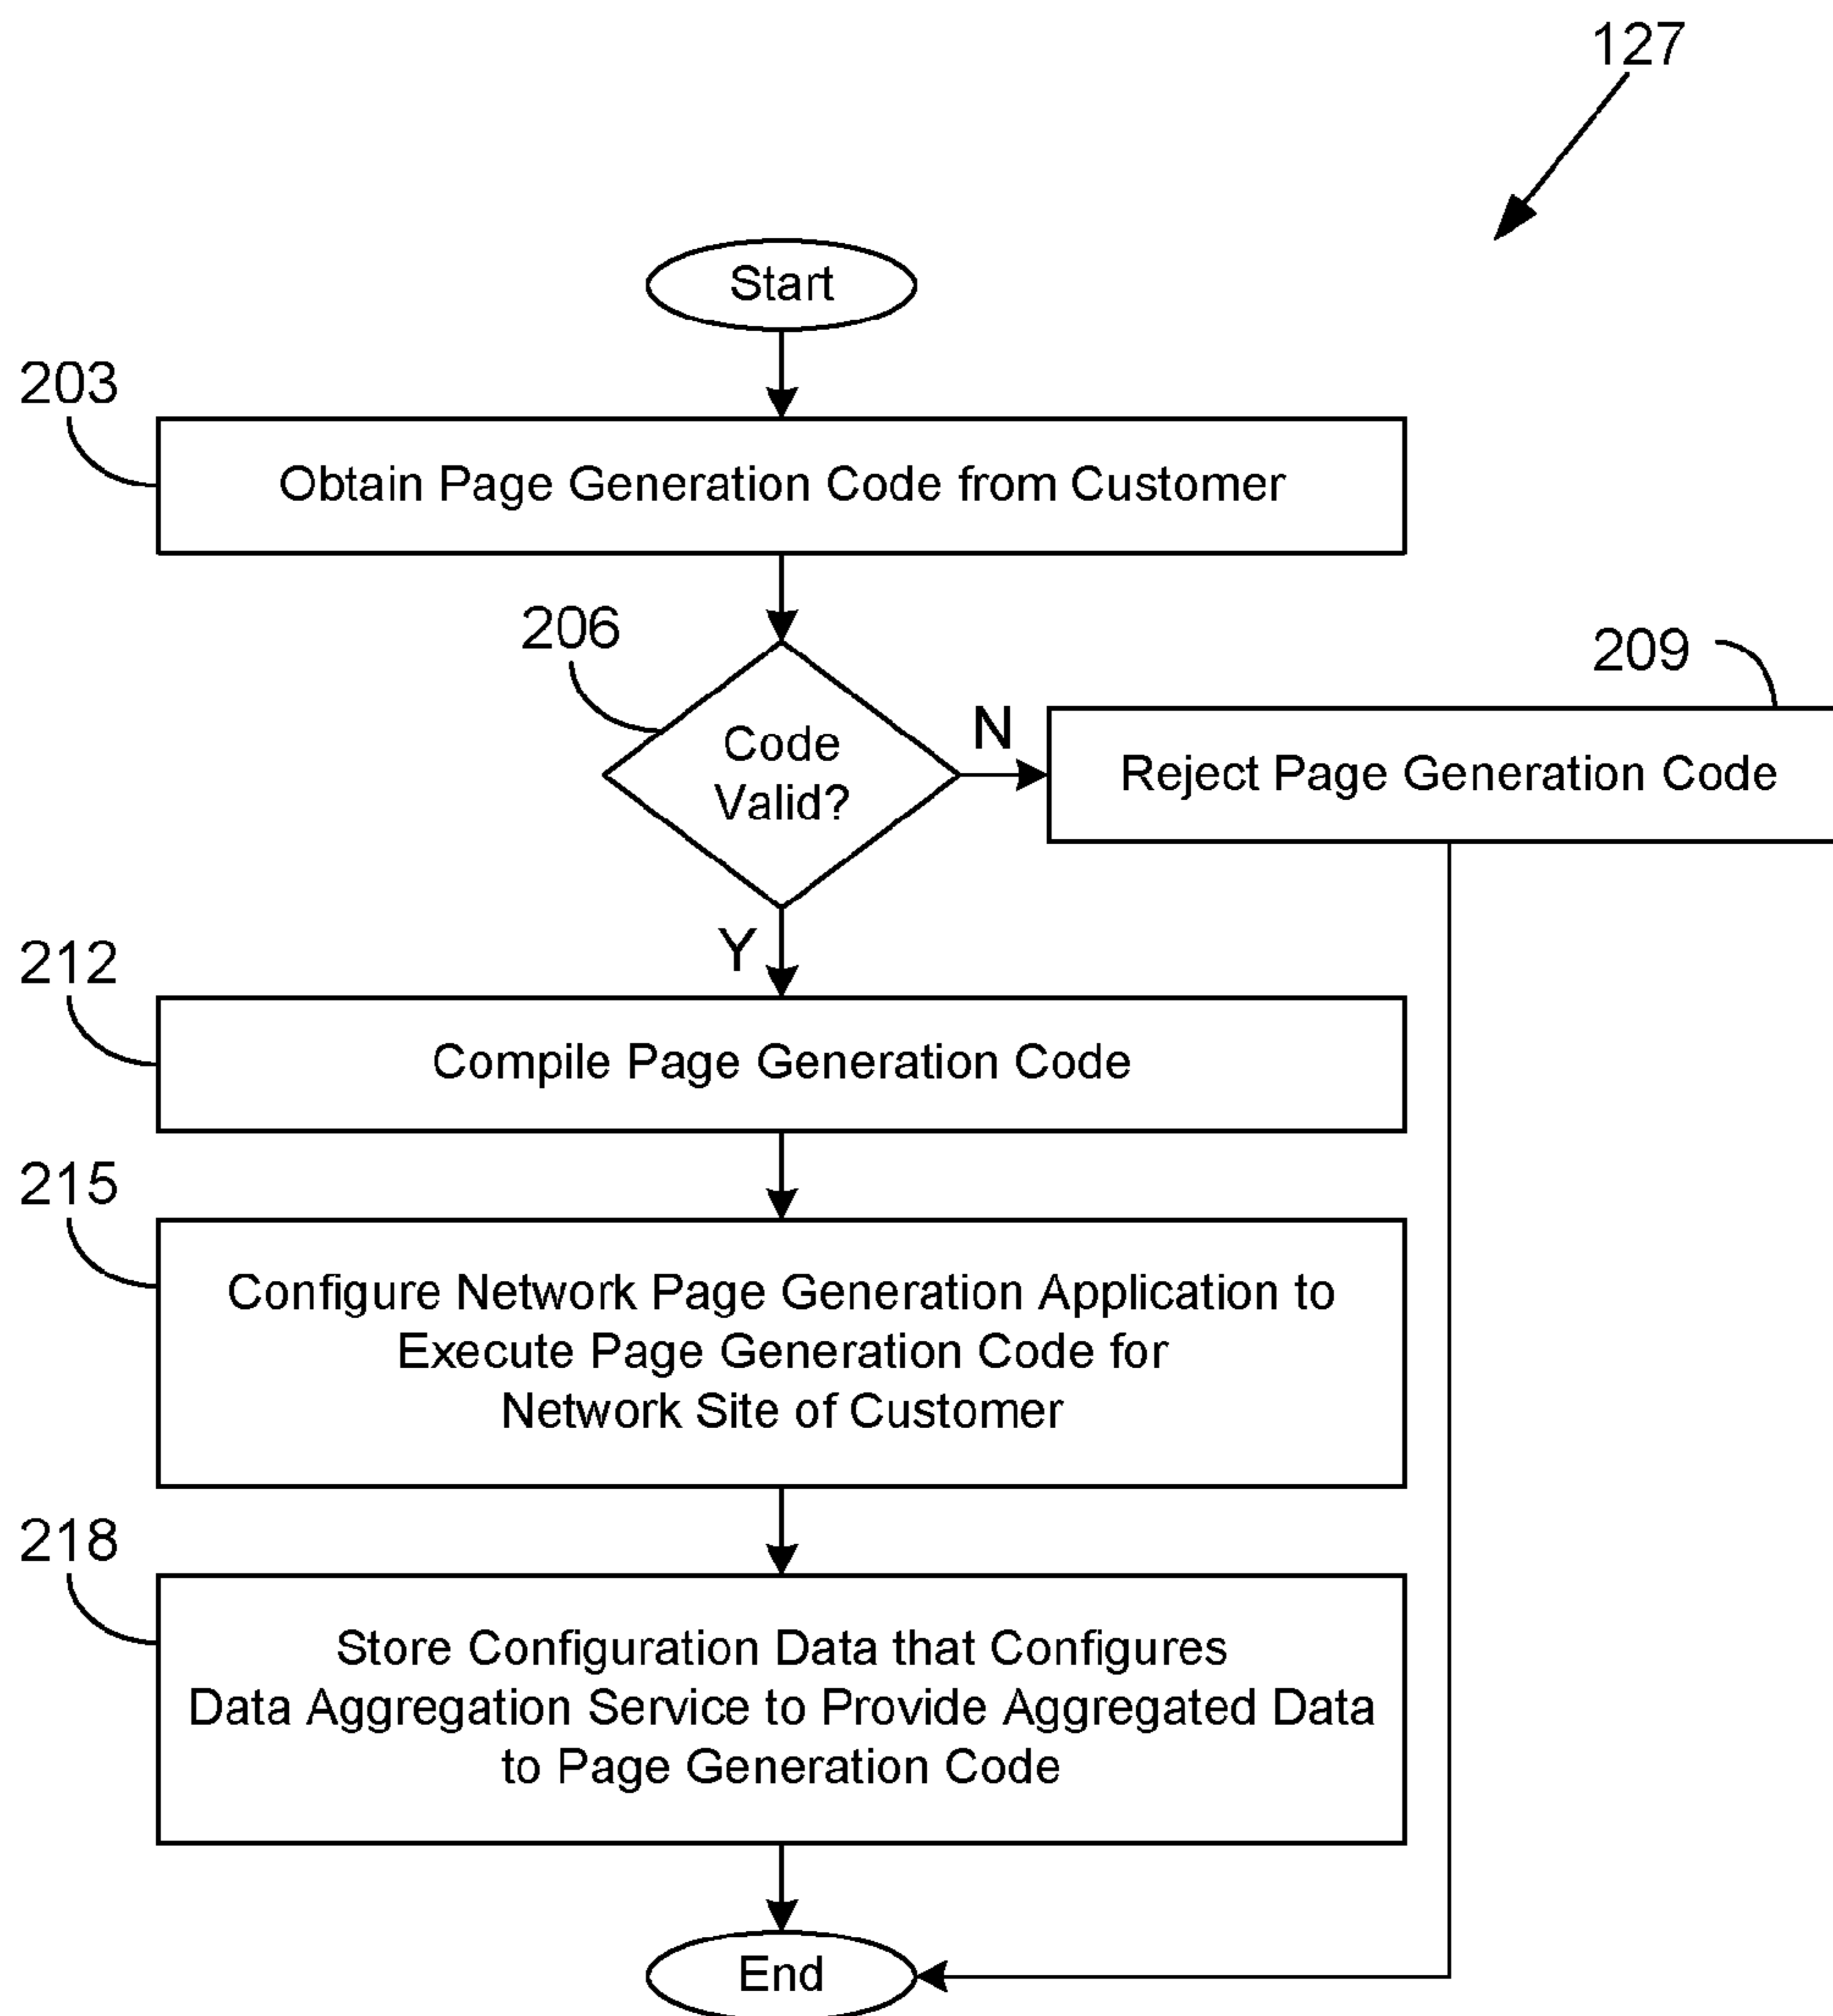 127
Start
203
Obtain Page Generation Code from Customer
206
209
Code
Valid?
N
Reject Page Generation Code
Y
212
Compile Page Generation Code
215
Configure Network Page Generation Application to
Execute Page Generation Code for
Network Site of Customer
218
Store Configuration Data that Configures
Data Aggregation Service to Provide Aggregated Data
to Page Generation Code
End